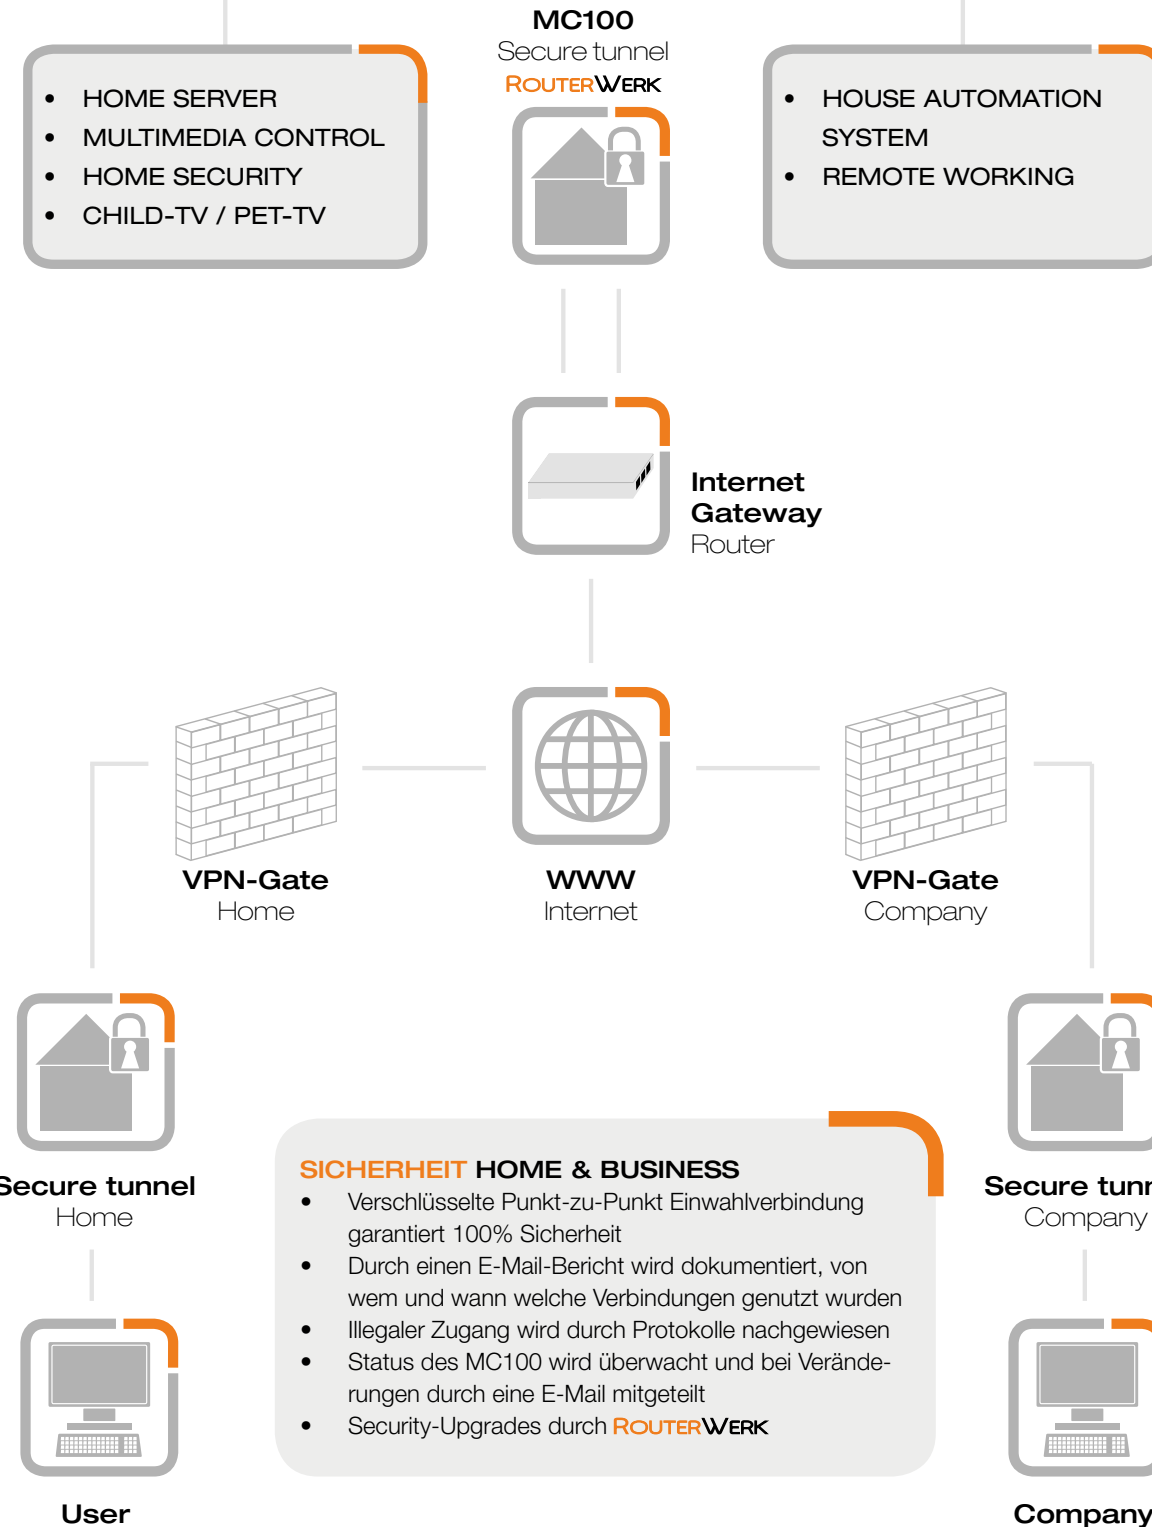 MC100
Secure tunnel
ROUTERWERK
• HOME SERVER
• MULTIMEDIA CONTROL
• HOME SECURITY
• CHILD-TV / PET-TV
• HOUSE AUTOMATION
SYSTEM
• REMOTE WORKING
Internet
Gateway
Router
VPN-Gate
Home
WWW
Internet
VPN-Gate
Company
Secure tunnel
Home
Secure
Company
SICHERHEIT HOME & BUSINESS
• Verschlüsselte Punkt-zu-Punkt Einwahlverbindung
garantiert 100% Sicherheit
• Durch einen E-Mail-Bericht wird dokumentiert, von
wem und wann welche Verbindungen genutzt wurden
• Illegaler Zugang wird durch Protokolle nachgewiesen
• Status des MC100 wird überwacht und bei Verände-
rungen durch eine E-Mail mitgeteilt
• Security-Upgrades durch ROUTERWERK
User
Company